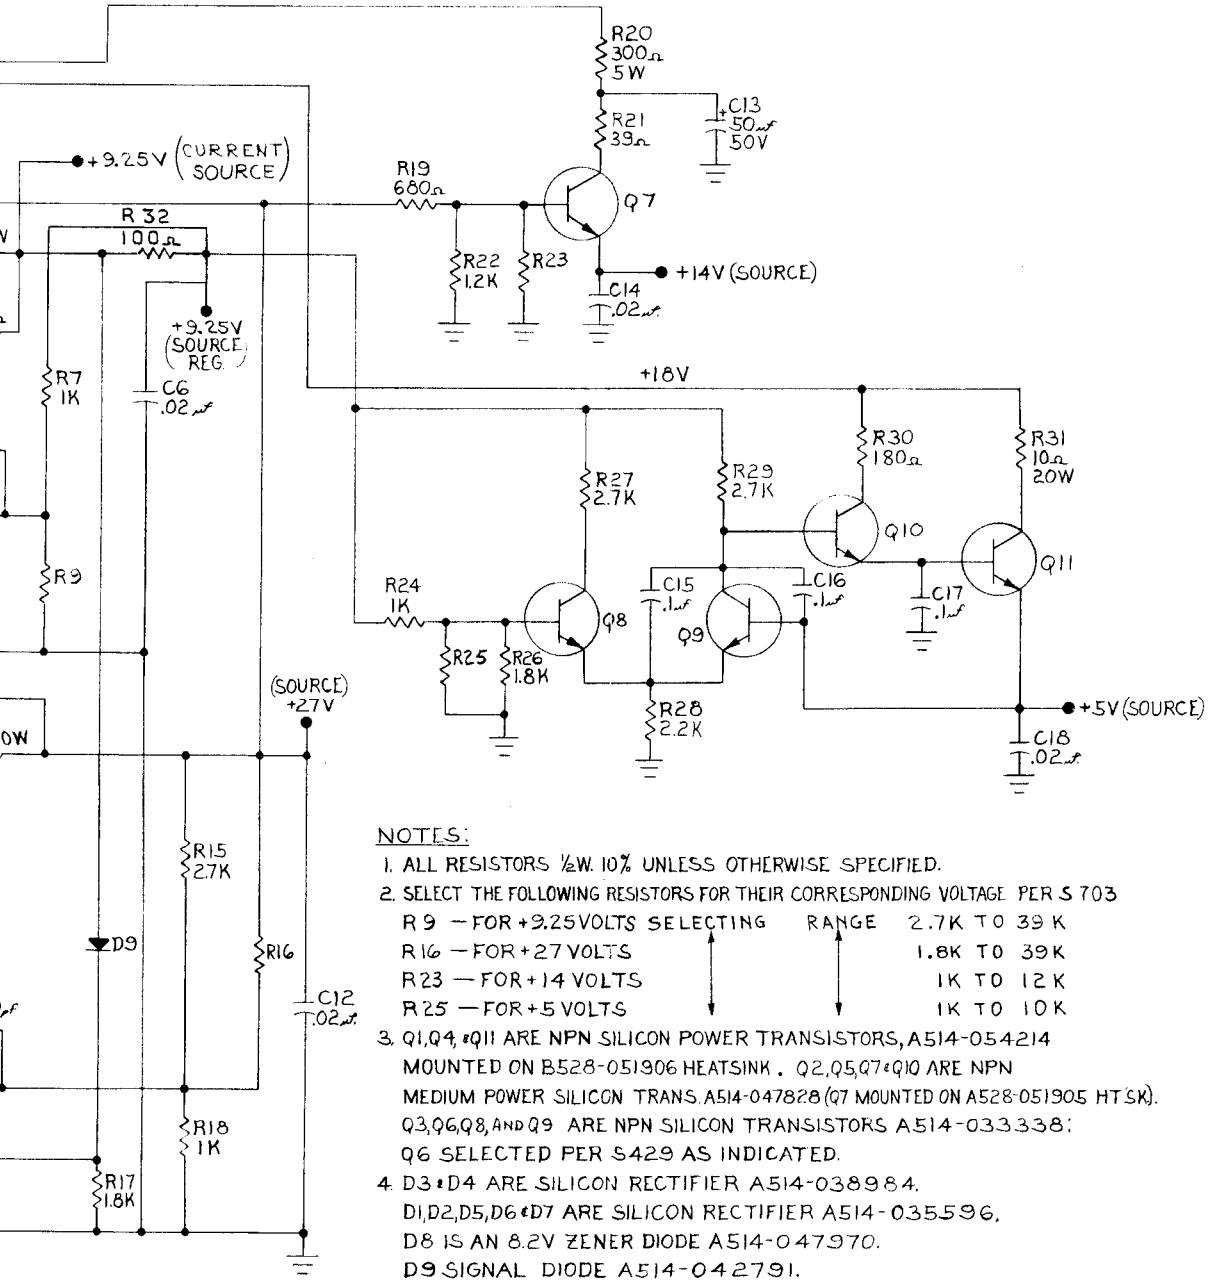 R20
300Ω
5W
C13
+
50µf
50V
R21
39Ω
+9.25V (CURRENT SOURCE)
R19
680Ω
Q7
R 32
100Ω
R22
1.2K
R23
+14V (SOURCE)
C14
.02µf.
+9.25V
(SOURCE
REG.)
+18V
R7
1K
C6
.02µf
R30
180Ω
R31
10Ω
20W
R27
2.7K
R29
2.7K
Q10
Q11
R9
R24
1K
C15
.1µf
C16
.1µf
C17
.1µf
Q8
Q9
R25
R26
1.8K
(SOURCE)
+27V
R28
2.2K
+5V (SOURCE)
0W
C18
.02µf.
NOTES:
1. ALL RESISTORS ½W. 10% UNLESS OTHERWISE SPECIFIED.
2. SELECT THE FOLLOWING RESISTORS FOR THEIR CORRESPONDING VOLTAGE PER S 703
R 9 — FOR +9.25 VOLTS SELECTING RANGE 2.7K TO 39 K
R 16 — FOR +27 VOLTS 1.8K TO 39K
R 23 — FOR +14 VOLTS 1K TO 12K
R 25 — FOR +5 VOLTS 1K TO 10K
3. Q1,Q4,&Q11 ARE NPN SILICON POWER TRANSISTORS, A514-054214
MOUNTED ON B528-051906 HEATSINK. Q2,Q5,Q7&Q10 ARE NPN
MEDIUM POWER SILICON TRANS. A514-047828 (Q7 MOUNTED ON A528-051905 HT SK).
Q3,Q6,Q8, AND Q9 ARE NPN SILICON TRANSISTORS A514-033338:
Q6 SELECTED PER S429 AS INDICATED.
4. D3&D4 ARE SILICON RECTIFIER A514-038984.
D1,D2,D5,D6&D7 ARE SILICON RECTIFIER A514-035596.
D8 IS AN 8.2V ZENER DIODE A514-047970.
D9 SIGNAL DIODE A514-042791.
R15
2.7K
D9
R16
C12
.02µf.
R18
1K
R17
1.8K